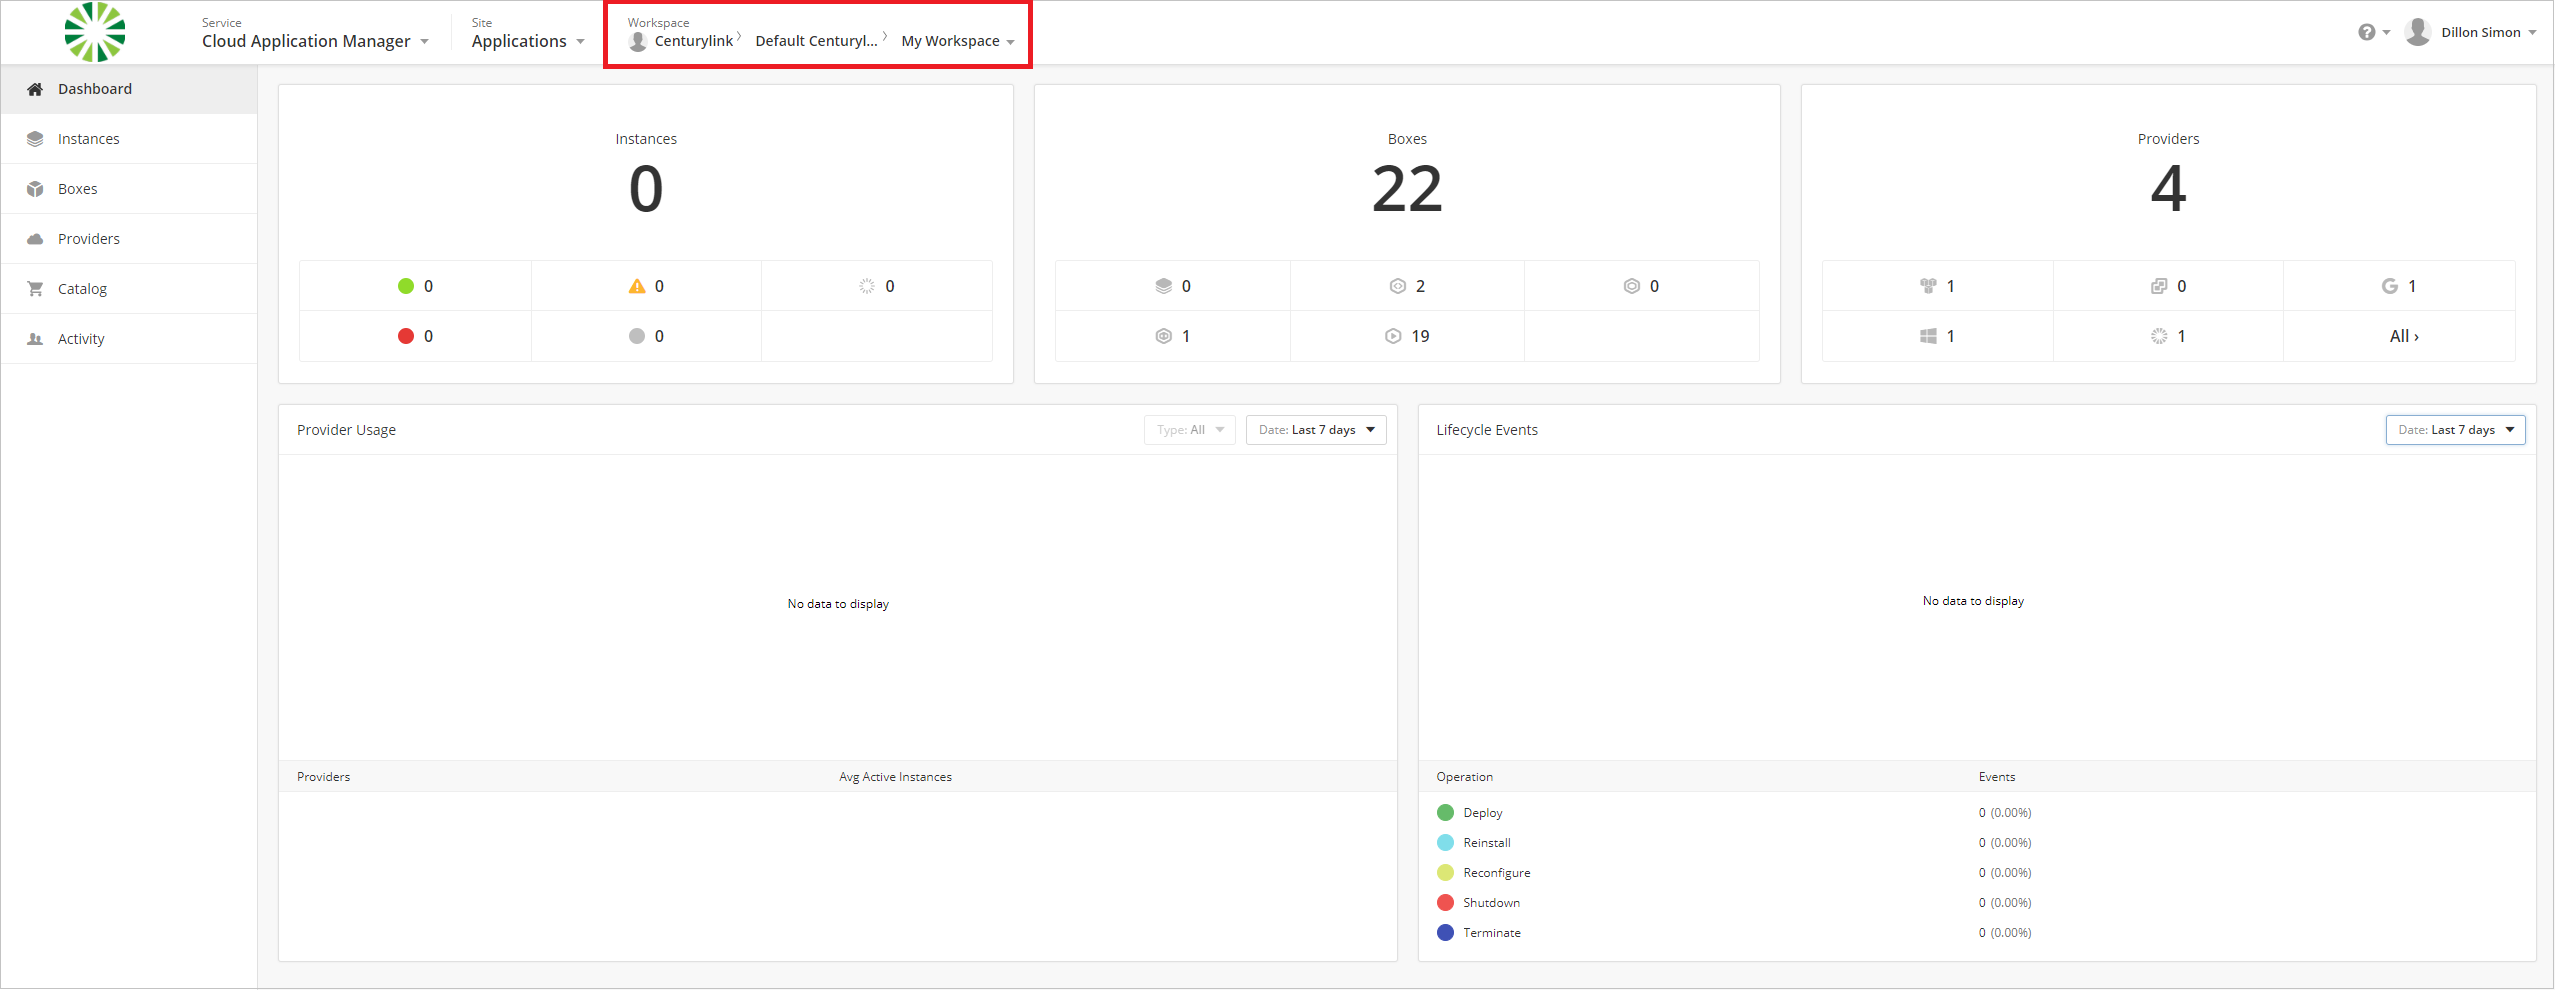 Service
Cloud Application Manager
Site
Applications
Workspace
Centurylink 〉 Default Centuryl... 〉 My Workspace
?
Dillon Simon
Dashboard
Instances
Boxes
Providers
Catalog
Activity
Instances
0
0 0 0
0 0
Boxes
22
0 2 0
1 19
Providers
4
1 0 G 1
1 1 All ›
Provider Usage
Type: All
Date: Last 7 days
No data to display
Providers Avg Active Instances
Lifecycle Events
Date: Last 7 days
No data to display
Operation Events
Deploy 0 (0.00%)
Reinstall 0 (0.00%)
Reconfigure 0 (0.00%)
Shutdown 0 (0.00%)
Terminate 0 (0.00%)